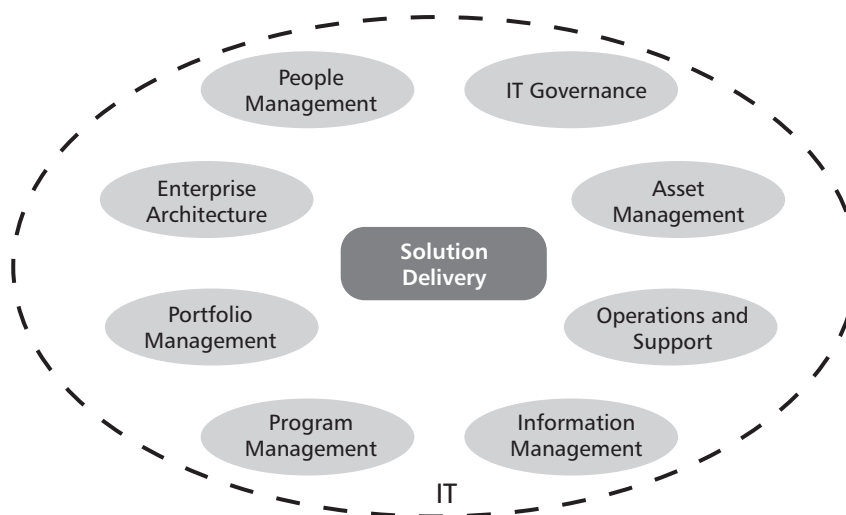 People
Management
IT Governance
Enterprise
Architecture
Asset
Management
Solution
Delivery
Portfolio
Management
Operations and
Support
Program
Management
Information
Management
IT